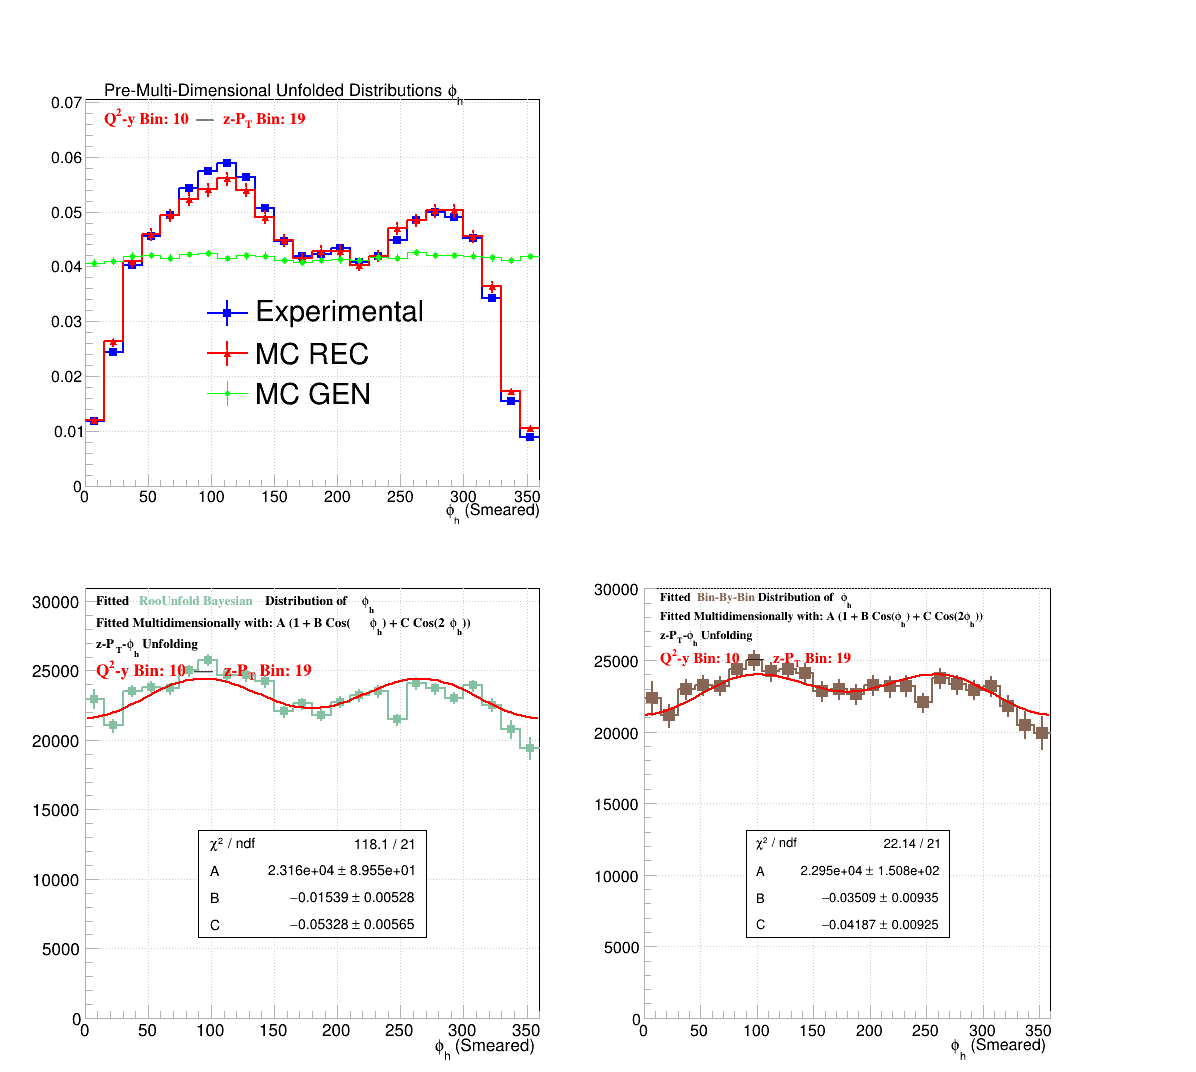 Pre-Multi-Dimensional Unfolded Distributions ϕh
Q2-y Bin: 10 — z-PT Bin: 19
0.07
0.06
0.05
0.04
0.03
0.02
0.01
0
Experimental
MC REC
MC GEN
0 50 100 150 200 250 300 350
ϕh (Smeared)
Fitted RooUnfold Bayesian Distribution of ϕh
Fitted Multidimensionally with: A (1 + B Cos( ϕh) + C Cos(2 ϕh))
z-PT-ϕh Unfolding
Q2-y Bin: 10 — z-PT Bin: 19
30000
25000
20000
15000
10000
5000
0
χ2 / ndf 118.1 / 21
A 2.316e+04 ± 8.955e+01
B −0.01539 ± 0.00528
C −0.05328 ± 0.00565
0 50 100 150 200 250 300 350
ϕh (Smeared)
Fitted Bin-By-Bin Distribution of ϕh
Fitted Multidimensionally with: A (1 + B Cos(ϕh) + C Cos(2ϕh))
z-PT-ϕh Unfolding
Q2-y Bin: 10 — z-PT Bin: 19
30000
25000
20000
15000
10000
5000
0
χ2 / ndf 22.14 / 21
A 2.295e+04 ± 1.508e+02
B −0.03509 ± 0.00935
C −0.04187 ± 0.00925
0 50 100 150 200 250 300 350
ϕh (Smeared)